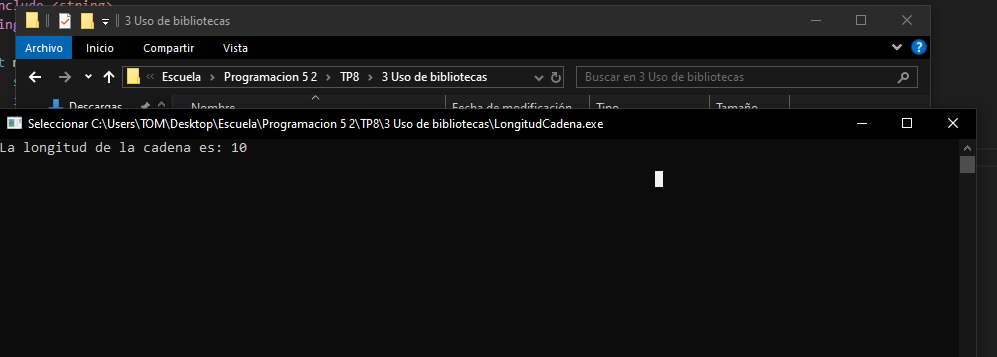 nclude <string>
ing
3 Uso de bibliotecas
Archivo Inicio Compartir Vista
Escuela Programacion 5 2 TP8 3 Uso de bibliotecas Buscar en 3 Uso de bibliotecas
Descargas Nombre Fecha de modificación Tipo Tamaño
Seleccionar C:\Users\TOM\Desktop\Escuela\Programacion 5 2\TP8\3 Uso de bibliotecas\LongitudCadena.exe
La longitud de la cadena es: 10